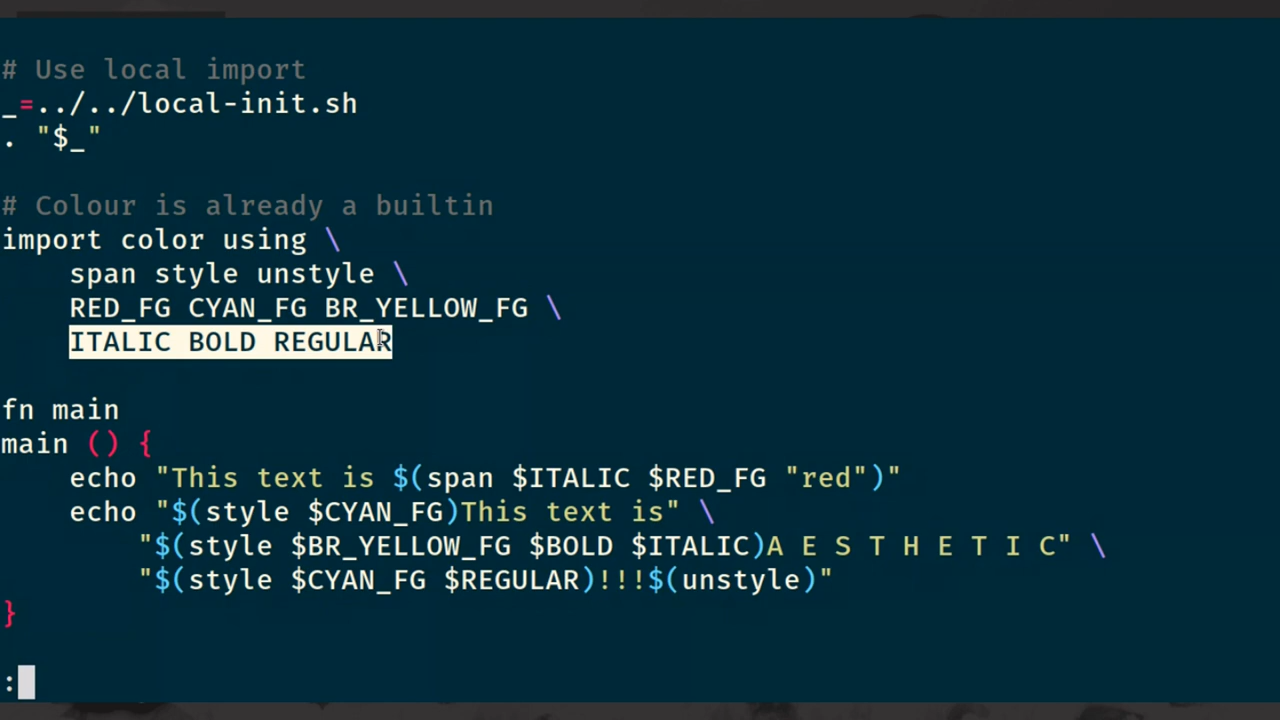 # Use local import
_=../../local-init.sh
. "$_"
# Colour is already a builtin
import color using \
span style unstyle \
RED_FG CYAN_FG BR_YELLOW_FG \
ITALIC BOLD REGULAR
fn main
main () {
echo "This text is $(span $ITALIC $RED_FG "red")"
echo "$(style $CYAN_FG)This text is" \
"$(style $BR_YELLOW_FG $BOLD $ITALIC)A E S T H E T I C" \
"$(style $CYAN_FG $REGULAR)!!!$(unstyle)"
}
: